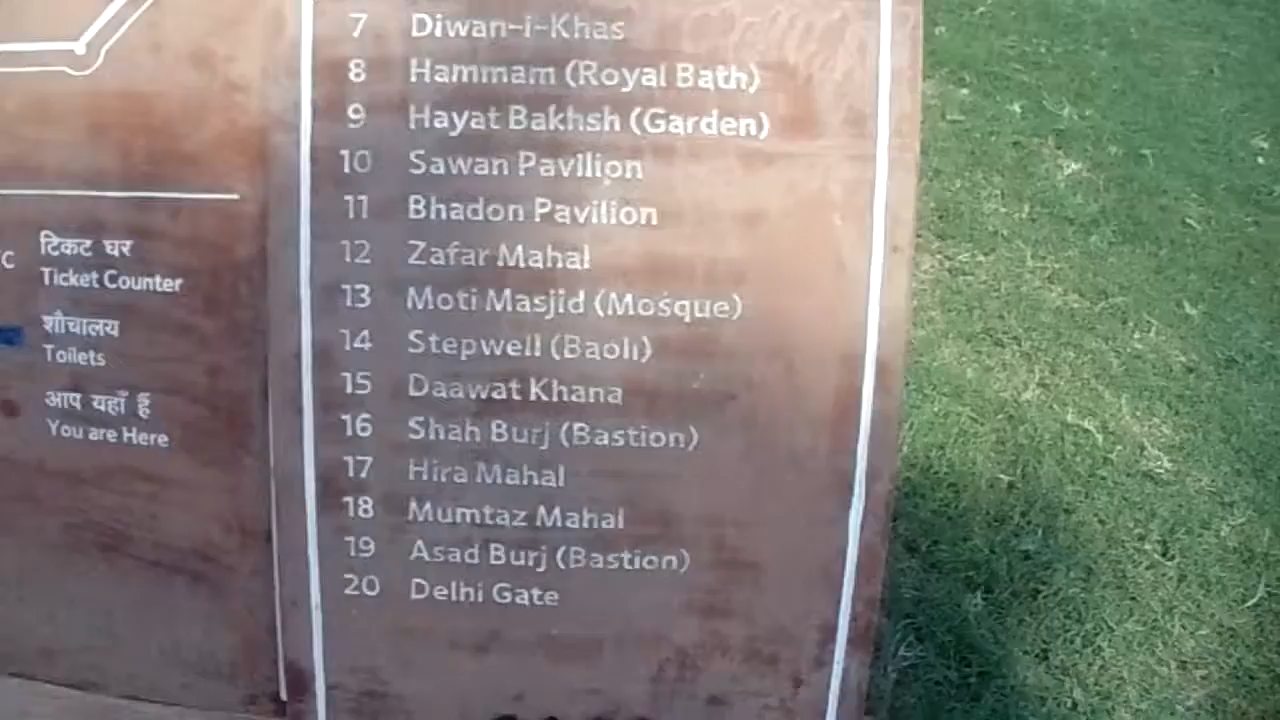 C
टिकट घर
Ticket Counter
शौचालय
Toilets
आप यहाँ हैं
You are Here
7 Diwan-i-Khas
8 Hammam (Royal Bath)
9 Hayat Bakhsh (Garden)
10 Sawan Pavilion
11 Bhadon Pavilion
12 Zafar Mahal
13 Moti Masjid (Mosque)
14 Stepwell (Baoli)
15 Daawat Khana
16 Shah Burj (Bastion)
17 Hira Mahal
18 Mumtaz Mahal
19 Asad Burj (Bastion)
20 Delhi Gate